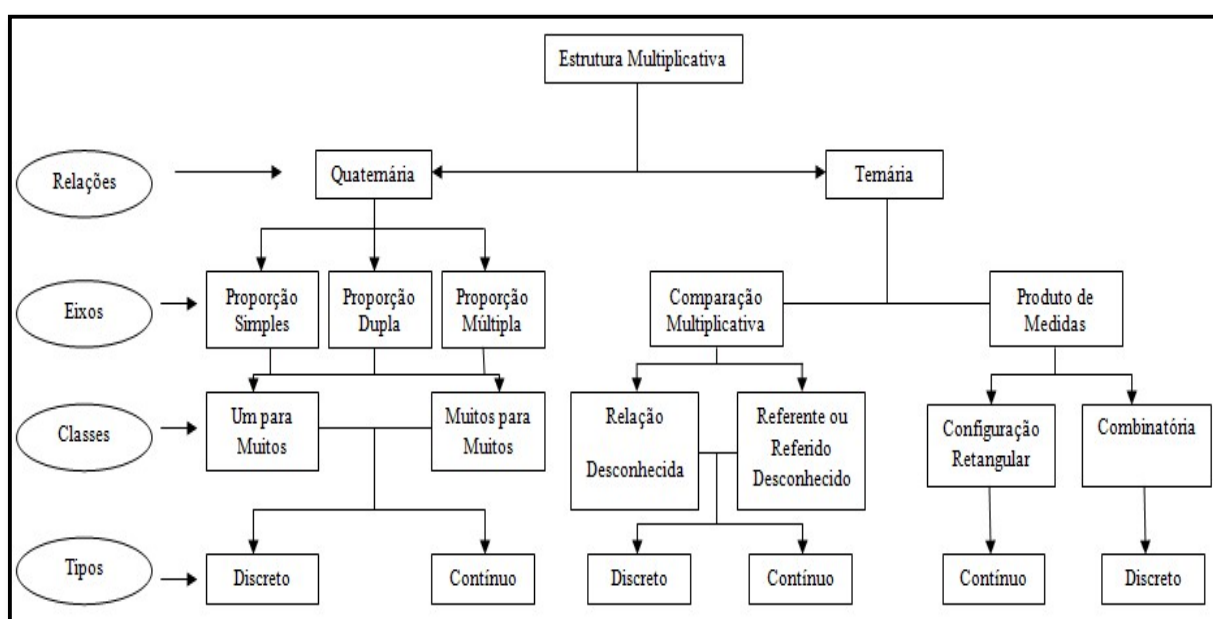 Estrutura Multiplicativa
Relações
Quaternária
Ternária
Eixos
Proporção
Simples
Proporção
Dupla
Proporção
Múltipla
Comparação
Multiplicativa
Produto de
Medidas
Classes
Um para
Muitos
Muitos para
Muitos
Relação
Desconhecida
Referente ou
Referido
Desconhecido
Configuração
Retangular
Combinatória
Tipos
Discreto
Contínuo
Discreto
Contínuo
Contínuo
Discreto